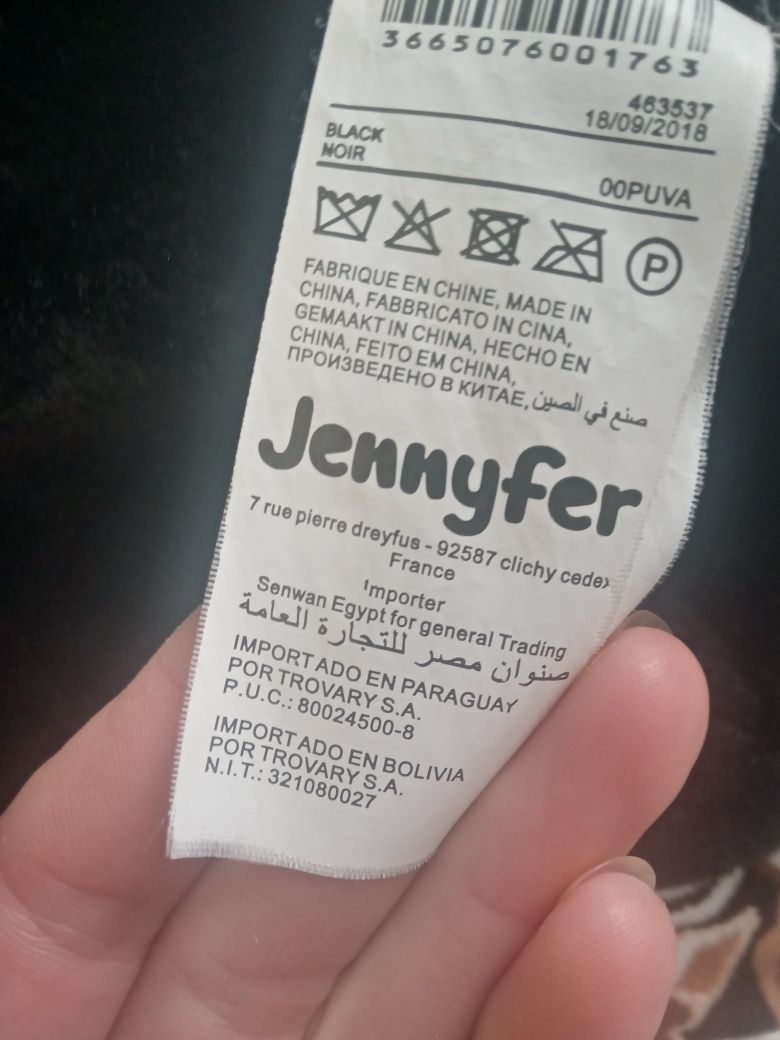 3665076001763
463537
18/09/2018
BLACK
NOIR
00PUVA
P
FABRIQUE EN CHINE, MADE IN
CHINA, FABBRICATO IN CINA,
GEMAAKT IN CHINA, HECHO EN
CHINA, FEITO EM CHINA,
ПРОИЗВЕДЕНО В КИТАЕ, صنع في الصين
Jennyfer
7 rue pierre dreyfus - 92587 clichy cedex
France
Importer
Senwan Egypt for general Trading
صنوان مصر للتجارة العامة
IMPORTADO EN PARAGUAY
POR TROVARY S.A.
P.U.C.: 80024500-8
IMPORTADO EN BOLIVIA
POR TROVARY S.A.
N.I.T.: 321080027